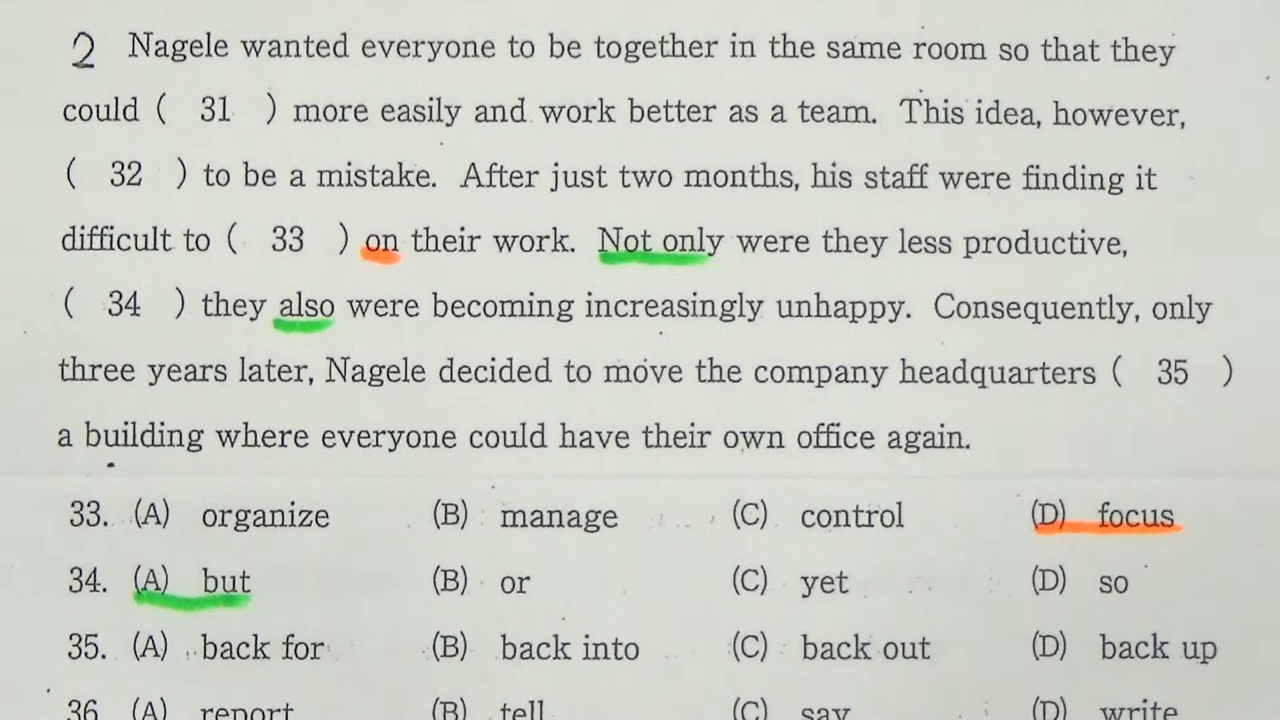 2 Nagele wanted everyone to be together in the same room so that they
could ( 31 ) more easily and work better as a team. This idea, however,
( 32 ) to be a mistake. After just two months, his staff were finding it
difficult to ( 33 ) on their work. Not only were they less productive,
( 34 ) they also were becoming increasingly unhappy. Consequently, only
three years later, Nagele decided to move the company headquarters ( 35 )
a building where everyone could have their own office again.
33. (A) organize (B) manage (C) control (D) focus
34. (A) but (B) or (C) yet (D) so
35. (A) back for (B) back into (C) back out (D) back up
36 (A) report (B) tell (C) say (D) write